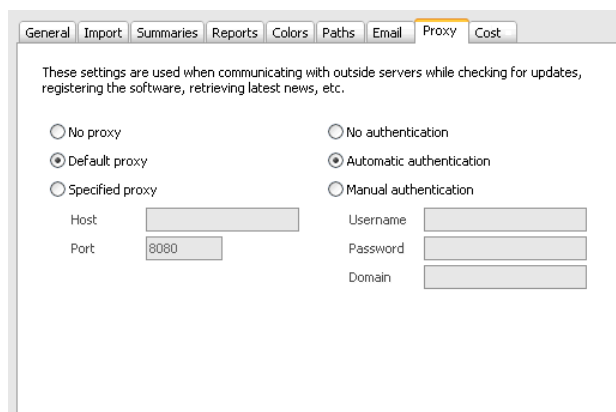 General Import Summaries Reports Colors Paths Email Proxy Cost
These settings are used when communicating with outside servers while checking for updates,
registering the software, retrieving latest news, etc.
No proxy
Default proxy
Specified proxy
Host
Port 8080
No authentication
Automatic authentication
Manual authentication
Username
Password
Domain